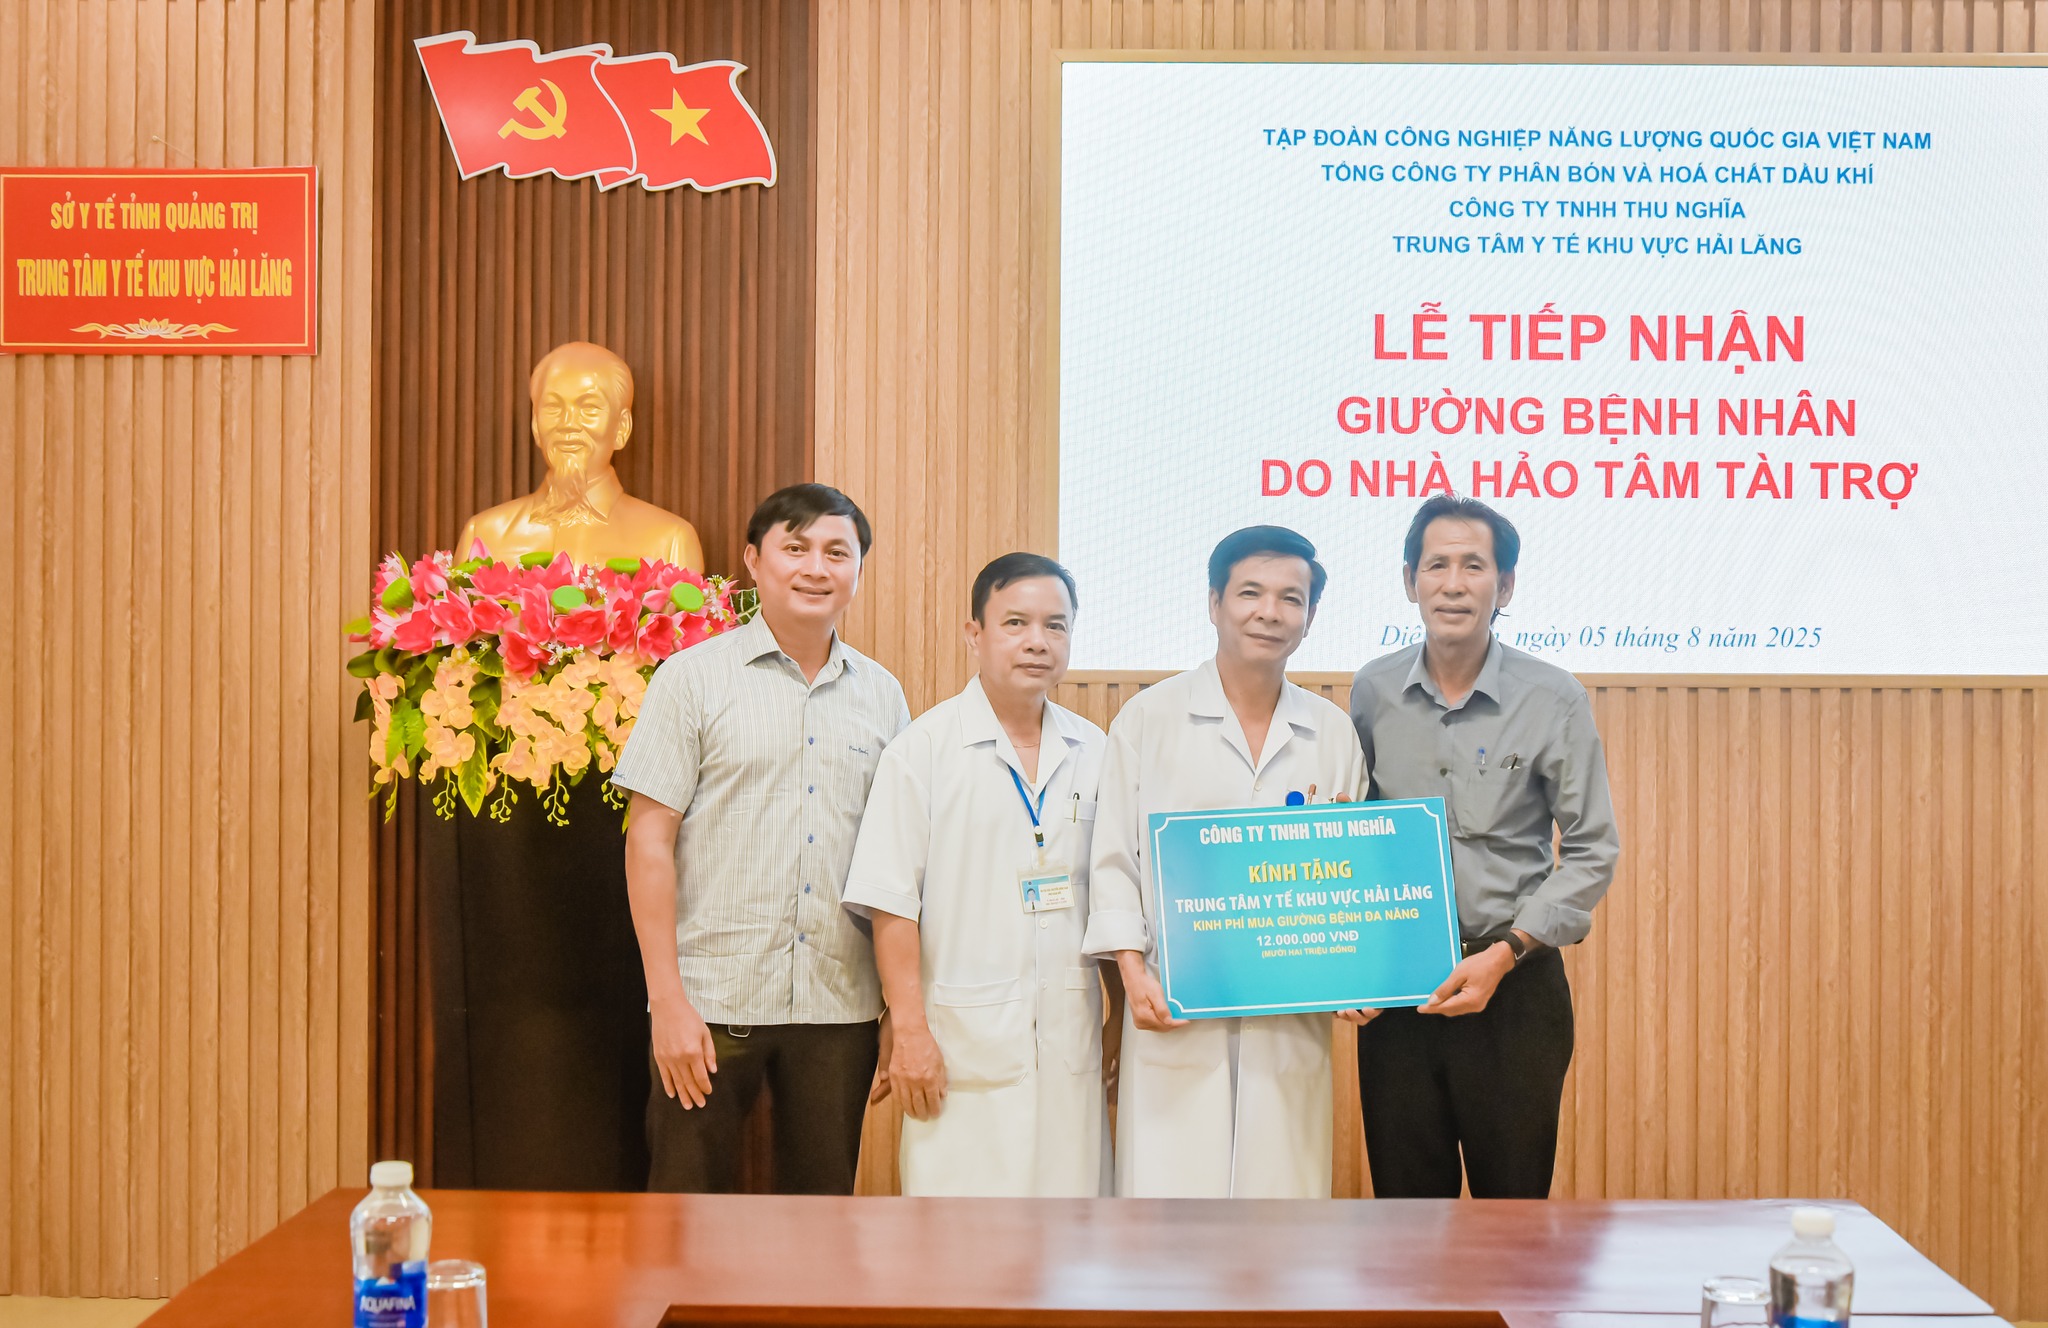 SỞ Y TẾ TỈNH QUẢNG TRỊ
TRUNG TÂM Y TẾ KHU VỰC HẢI LĂNG
TẬP ĐOÀN CÔNG NGHIỆP NĂNG LƯỢNG QUỐC GIA VIỆT NAM
TỔNG CÔNG TY PHÂN BÓN VÀ HOÁ CHẤT DẦU KHÍ
CÔNG TY TNHH THU NGHĨA
TRUNG TÂM Y TẾ KHU VỰC HẢI LĂNG
LỄ TIẾP NHẬN
GIƯỜNG BỆNH NHÂN
DO NHÀ HẢO TÂM TÀI TRỢ
ngày 05 tháng 8 năm 2025
CÔNG TY TNHH THU NGHĨA
KÍNH TẶNG
TRUNG TÂM Y TẾ KHU VỰC HẢI LĂNG
KINH PHÍ MUA GIƯỜNG BỆNH ĐA NĂNG
12.000.000 VNĐ
(MƯỜI HAI TRIỆU ĐỒNG)
AQUAFINA